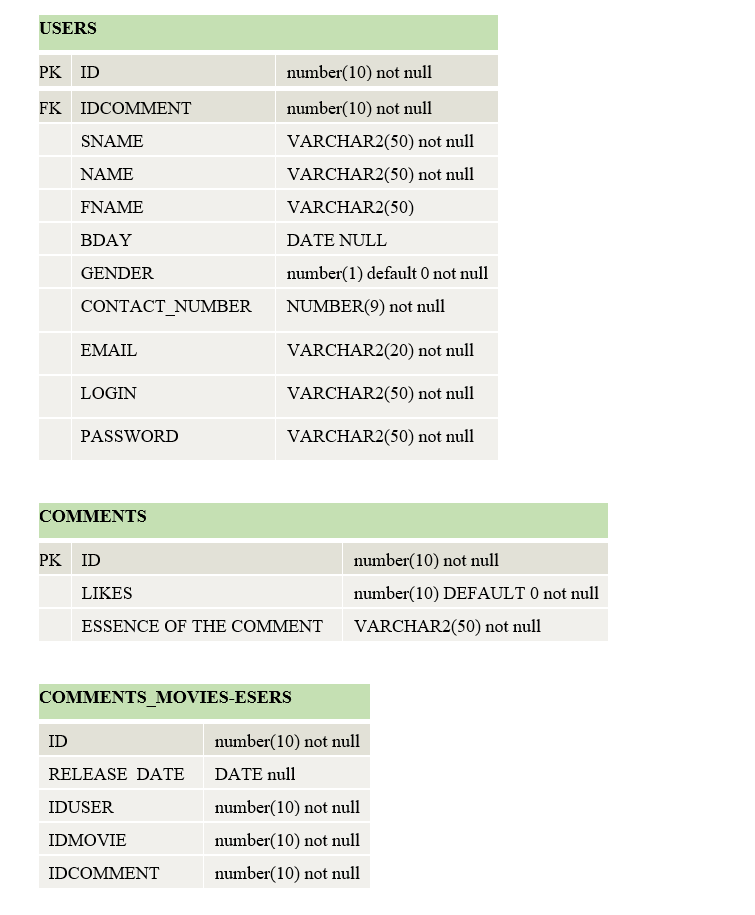 USERS
PK ID number(10) not null
FK IDCOMMENT number(10) not null
SNAME VARCHAR2(50) not null
NAME VARCHAR2(50) not null
FNAME VARCHAR2(50)
BDAY DATE NULL
GENDER number(1) default 0 not null
CONTACT_NUMBER NUMBER(9) not null
EMAIL VARCHAR2(20) not null
LOGIN VARCHAR2(50) not null
PASSWORD VARCHAR2(50) not null
COMMENTS
PK ID number(10) not null
LIKES number(10) DEFAULT 0 not null
ESSENCE OF THE COMMENT VARCHAR2(50) not null
COMMENTS_MOVIES-ESERS
ID number(10) not null
RELEASE DATE DATE null
IDUSER number(10) not null
IDMOVIE number(10) not null
IDCOMMENT number(10) not null